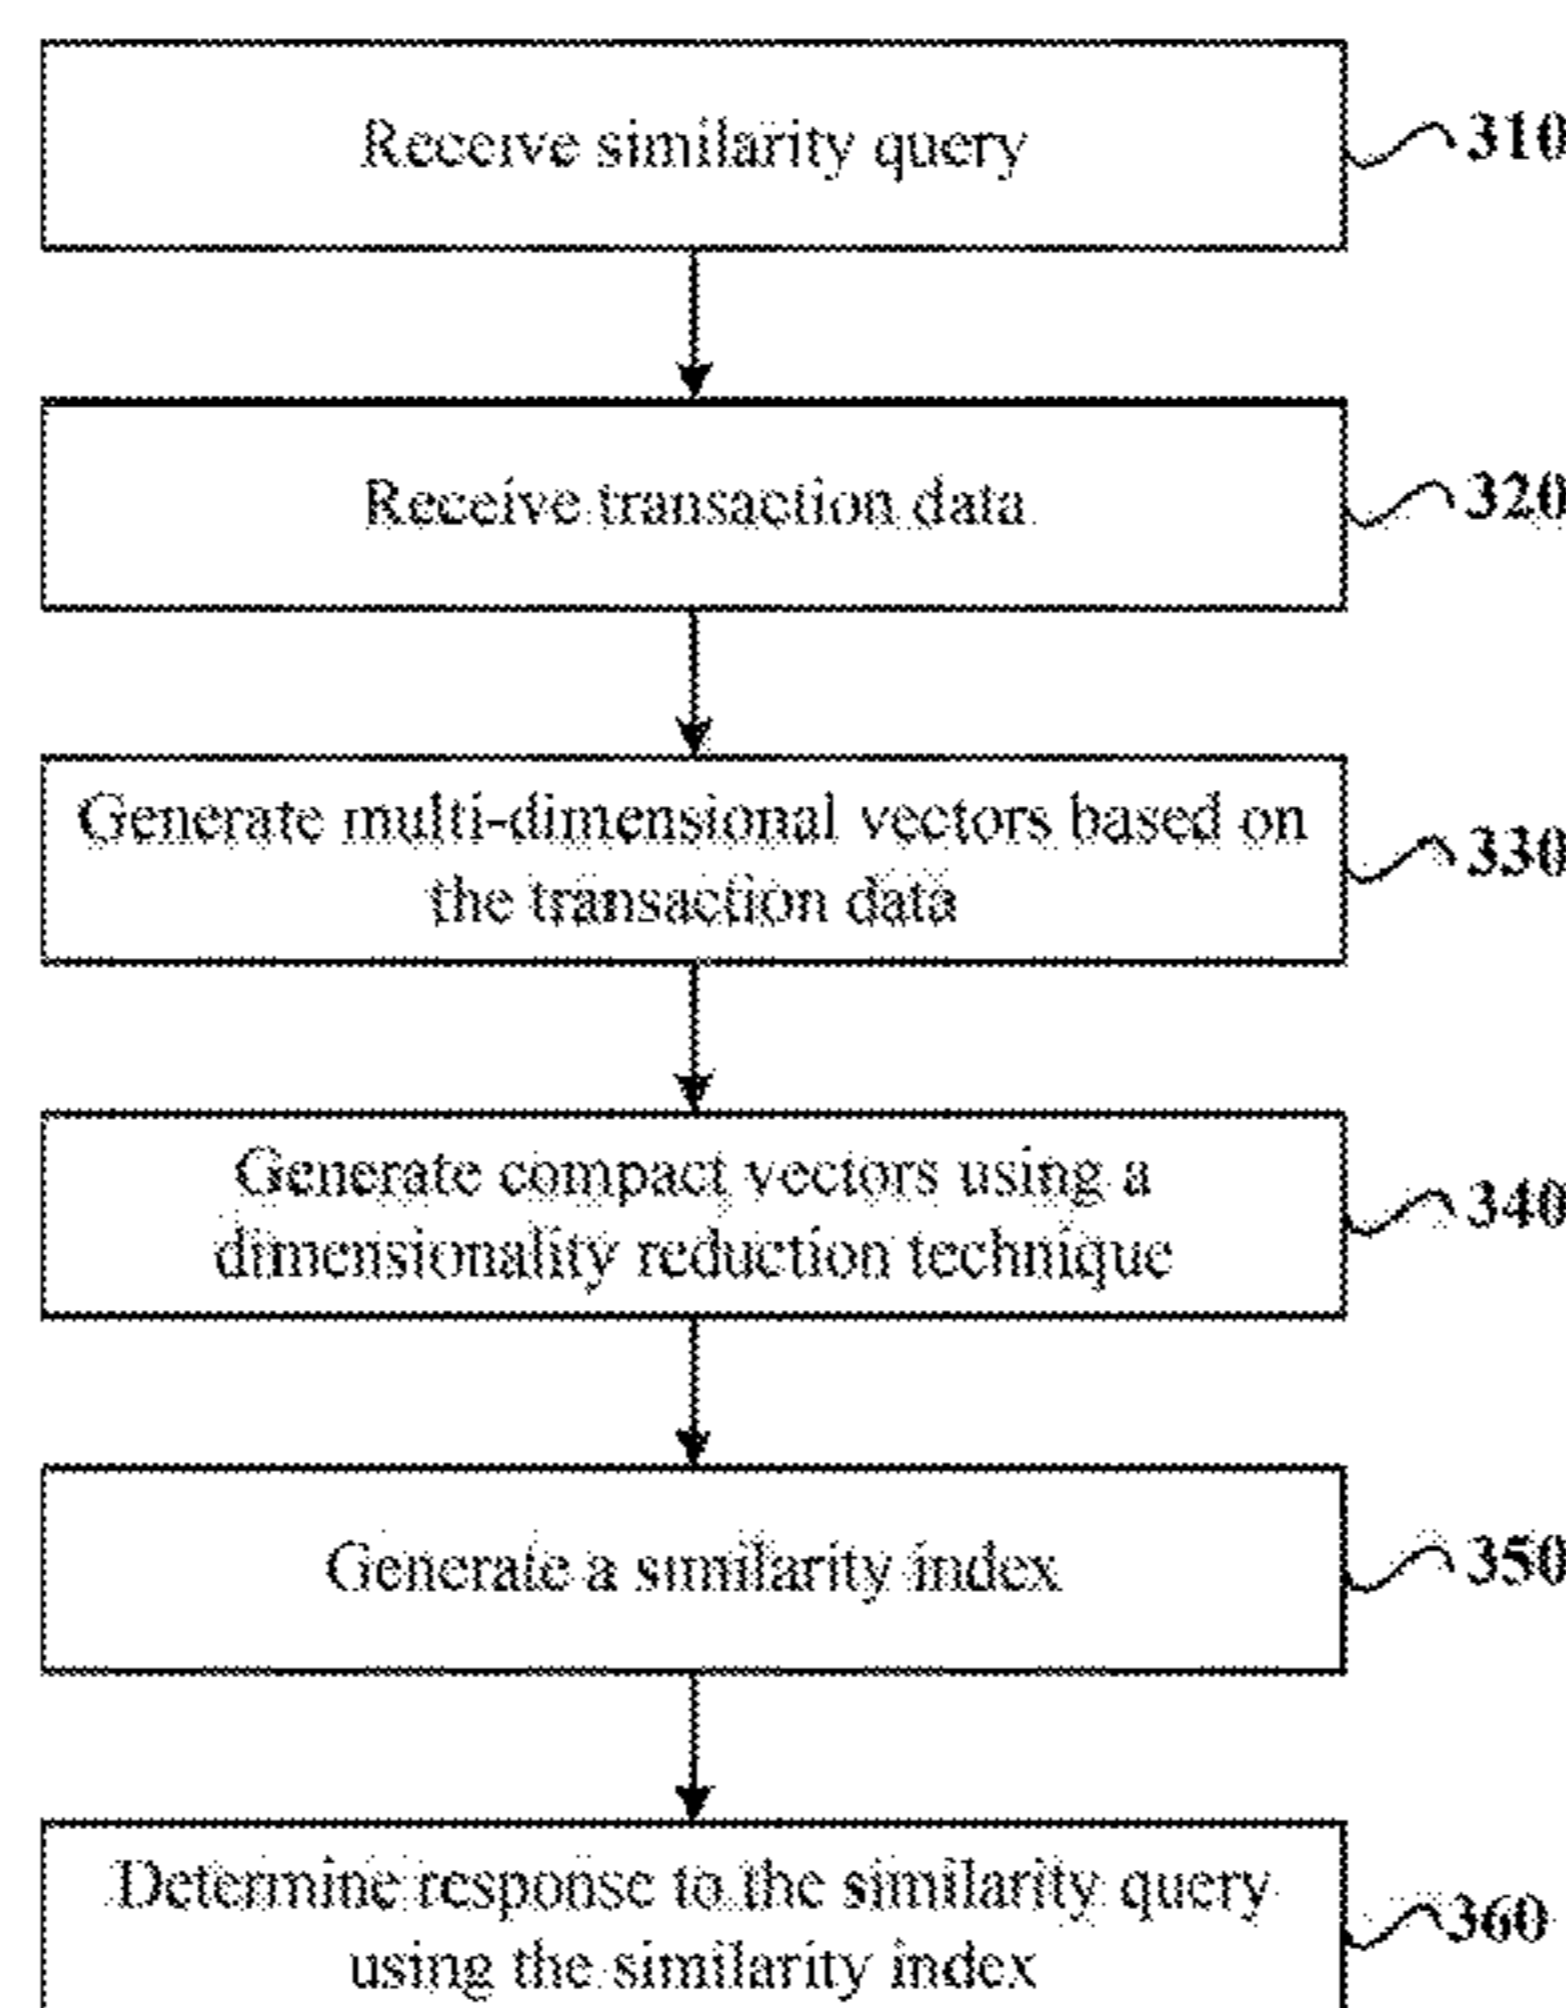 Receive similarity query
310
Receive transaction data
320
Generate multi-dimensional vectors based on
the transaction data
330
Generate compact vectors using a
dimensionality reduction technique
340
Generate a similarity index
350
Determine response to the similarity query
using the similarity index
360